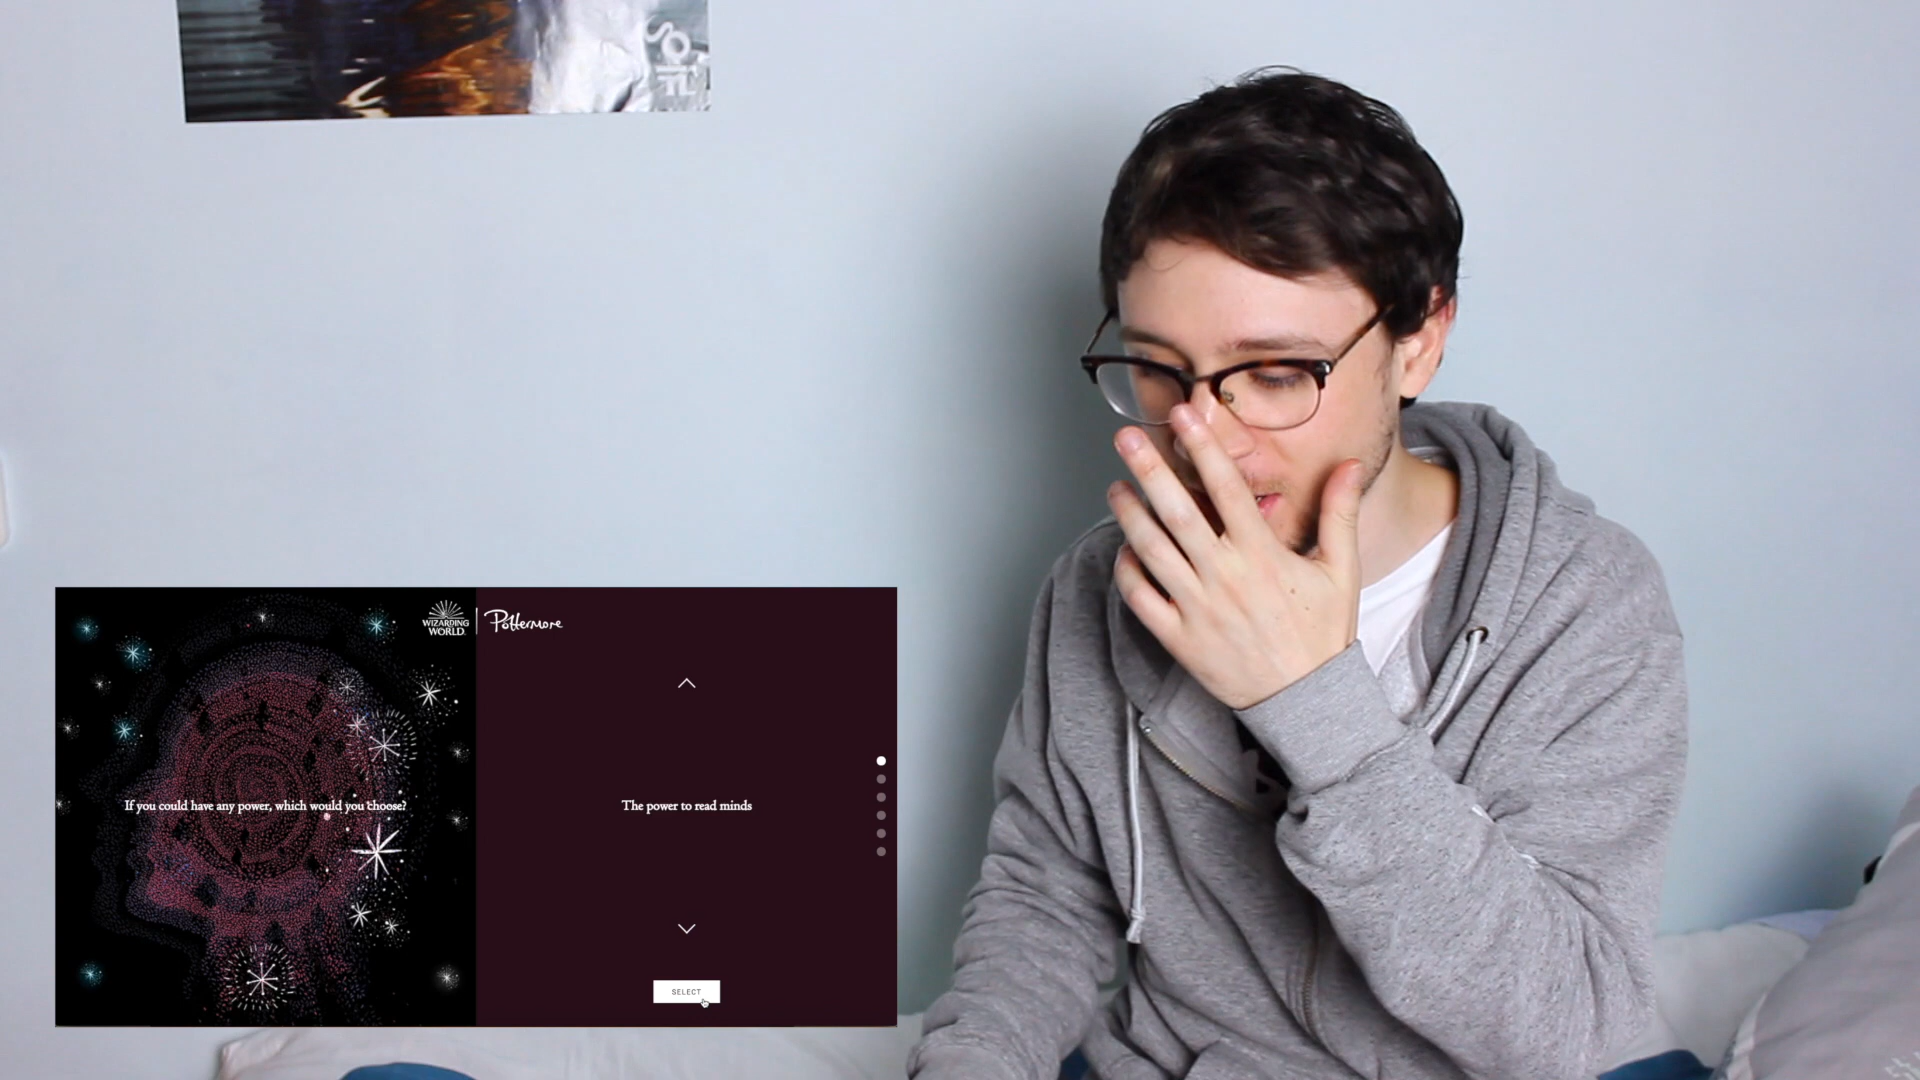 WIZARDING
WORLD
Pottermore
If you could have any power, which would you choose?
The power to read minds
SELECT